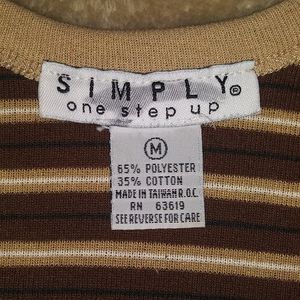 SIMPLY®
one step up
M
65% POLYESTER
35% COTTON
MADE IN TAIWAN R.O.C.
RN 63619
SEE REVERSE FOR CARE